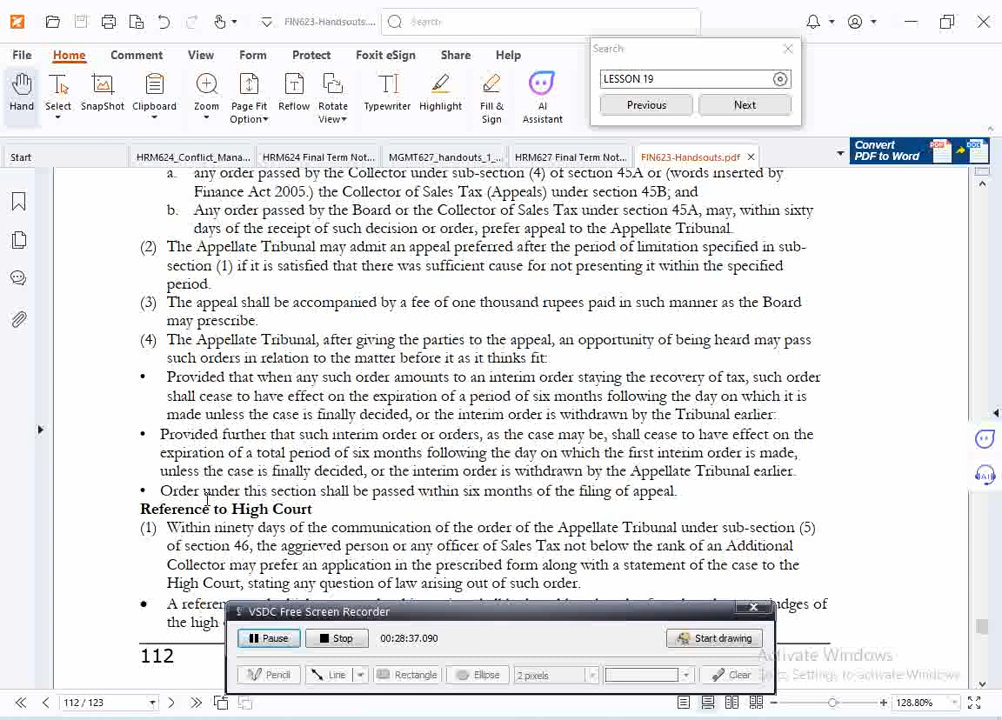 FIN623-Handsouts.... Search
File Home Comment View Form Protect Foxit eSign Share Help
Search:
LESSON 19
Previous Next
Hand Select SnapShot Clipboard Zoom Page Fit Option Reflow Rotate View Typewriter Highlight Fill & Sign AI Assistant
Start HRM624_Conflict_Mana... HRM624 Final Term Not... MGMT627_handouts_1_... HRM627 Final Term Not... FIN623-Handsouts.pdf
Convert
PDF to Word
a. any order passed by the Collector under sub-section (4) of section 45A or (words inserted by
Finance Act 2005.) the Collector of Sales Tax (Appeals) under section 45B; and
b. Any order passed by the Board or the Collector of Sales Tax under section 45A, may, within sixty
days of the receipt of such decision or order, prefer appeal to the Appellate Tribunal.
(2) The Appellate Tribunal may admit an appeal preferred after the period of limitation specified in sub-
section (1) if it is satisfied that there was sufficient cause for not presenting it within the specified
period.
(3) The appeal shall be accompanied by a fee of one thousand rupees paid in such manner as the Board
may prescribe.
(4) The Appellate Tribunal, after giving the parties to the appeal, an opportunity of being heard may pass
such orders in relation to the matter before it as it thinks fit:
• Provided that when any such order amounts to an interim order staying the recovery of tax, such order
shall cease to have effect on the expiration of a period of six months following the day on which it is
made unless the case is finally decided, or the interim order is withdrawn by the Tribunal earlier:
• Provided further that such interim order or orders, as the case may be, shall cease to have effect on the
expiration of a total period of six months following the day on which the first interim order is made,
unless the case is finally decided, or the interim order is withdrawn by the Appellate Tribunal earlier.
• Order under this section shall be passed within six months of the filing of appeal.
Reference to High Court
(1) Within ninety days of the communication of the order of the Appellate Tribunal under sub-section (5)
of section 46, the aggrieved person or any officer of Sales Tax not below the rank of an Additional
Collector may prefer an application in the prescribed form along with a statement of the case to the
High Court, stating any question of law arising out of such order.
• A refere
the high
VSDC Free Screen Recorder
Pause Stop 00:28:37.090 Start drawing
Pencil Line Rectangle Ellipse 2 pixels Clear
112
Activate Windows
Settings to activate Windows.
112 / 123 128.80%